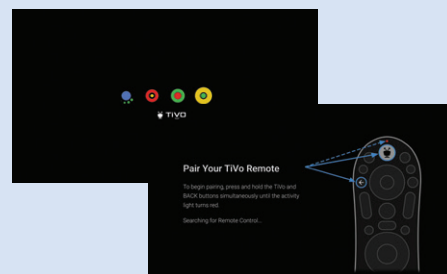 TiVo
Pair Your TiVo Remote
To begin pairing, press and hold the TiVo and
BACK buttons simultaneously until the activity
light turns red.
Searching for Remote Control...